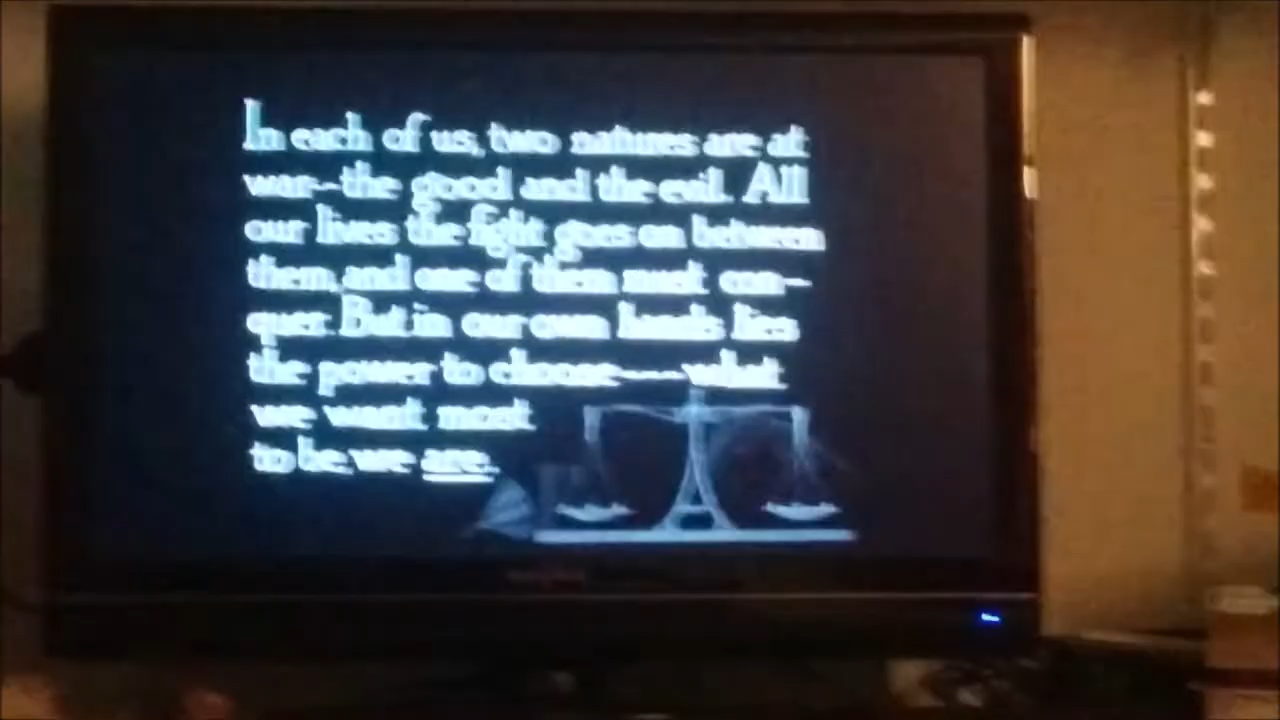 In each of us, two natures are at
war--the good and the evil. All
our lives the fight goes on between
them, and one of them must con-
quer. But in our own hands lies
the power to choose----what
we want most
to be, we are.